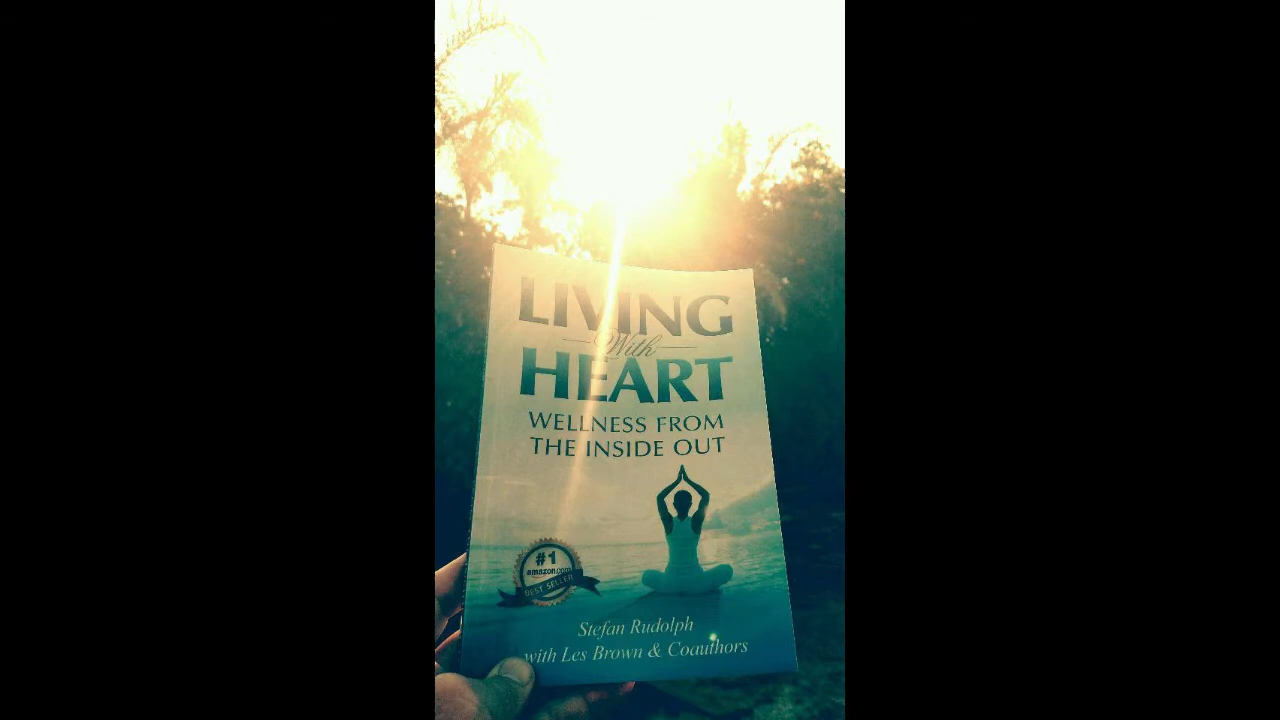 LIVING
With
HEART
WELLNESS FROM
THE INSIDE OUT
#1
amazon.com
BEST SELLER
Stefan Rudolph
with Les Brown & Coauthors